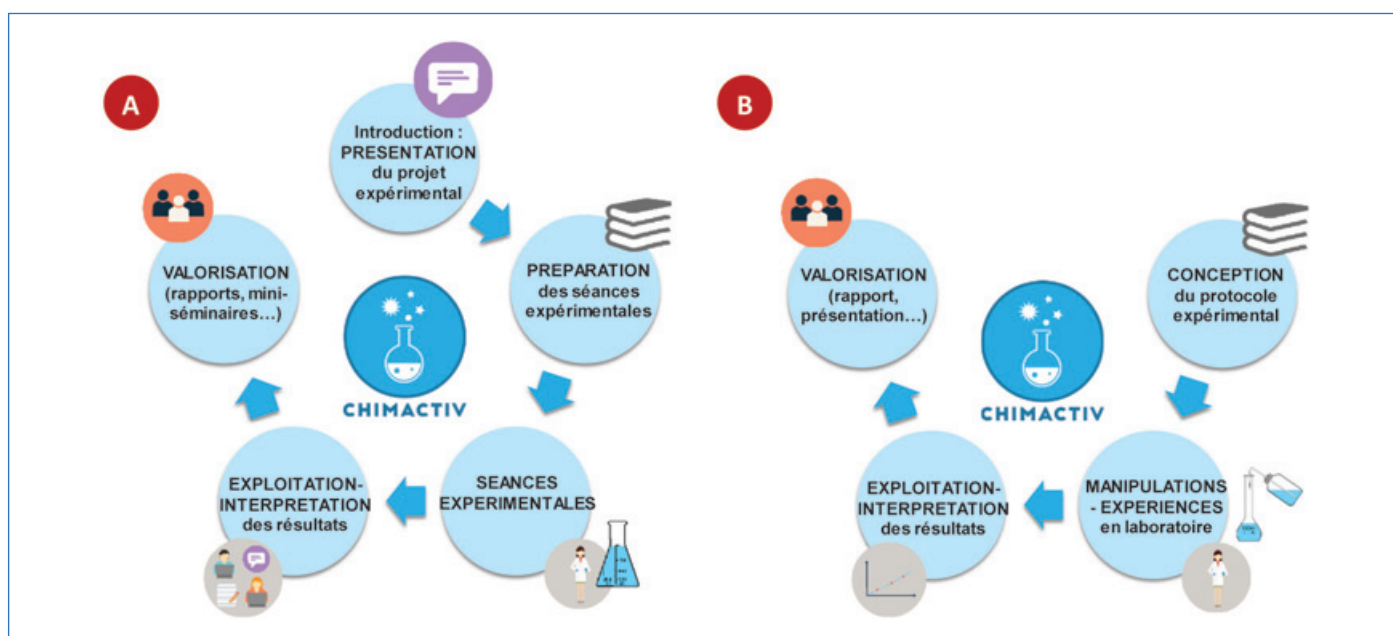 A
Introduction :
PRESENTATION
du projet
expérimental
PREPARATION
des séances
expérimentales
SEANCES
EXPERIMENTALES
EXPLOITATION-
INTERPRETATION
des résultats
VALORISATION
(rapports, mini-
séminaires…)
CHIMACTIV
B
CONCEPTION
du protocole
expérimental
MANIPULATIONS
- EXPERIENCES
en laboratoire
EXPLOITATION-
INTERPRETATION
des résultats
VALORISATION
(rapport,
présentation…)
CHIMACTIV